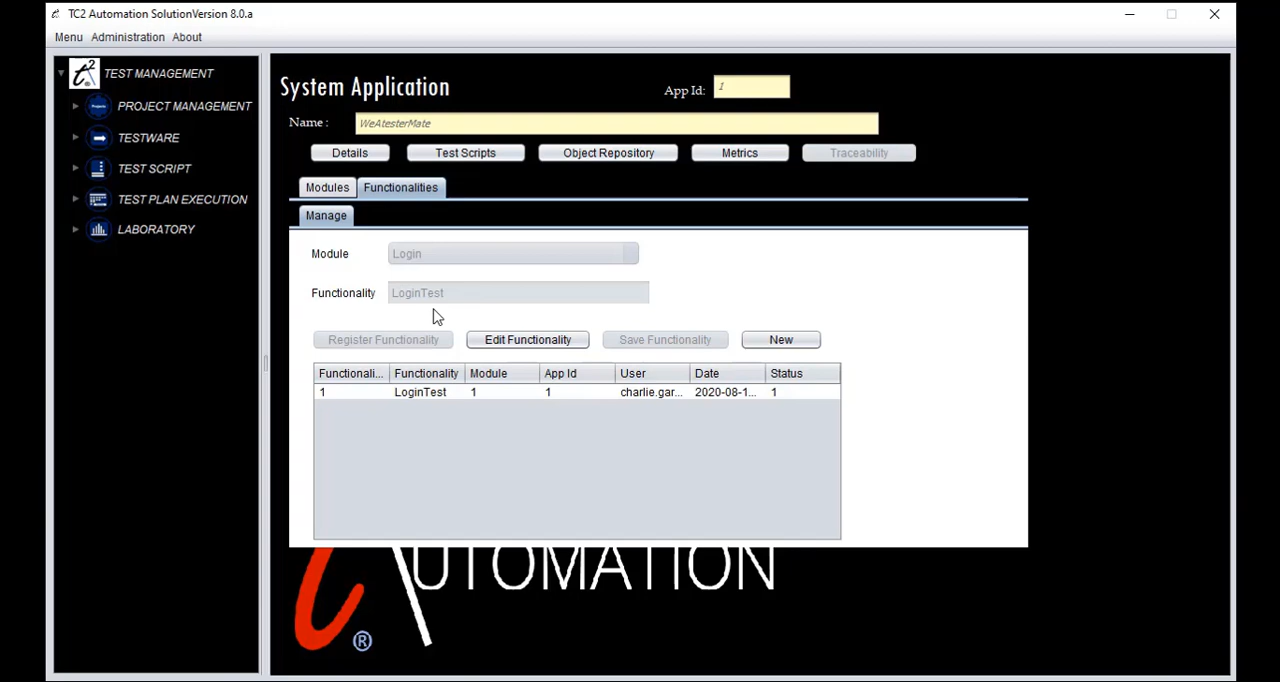 TC2 Automation SolutionVersion 8.0.a
Menu Administration About
TEST MANAGEMENT
PROJECT MANAGEMENT
TESTWARE
TEST SCRIPT
TEST PLAN EXECUTION
LABORATORY
System Application
App Id: 1
Name : WeAtesterMate
Details Test Scripts Object Repository Metrics Traceability
Modules Functionalities
Manage
Module Login
Functionality LoginTest
Register Functionality Edit Functionality Save Functionality New
Functionali... Functionality Module App Id User Date Status
1 LoginTest 1 1 charlie.gar... 2020-08-1... 1
AUTOMATION
®